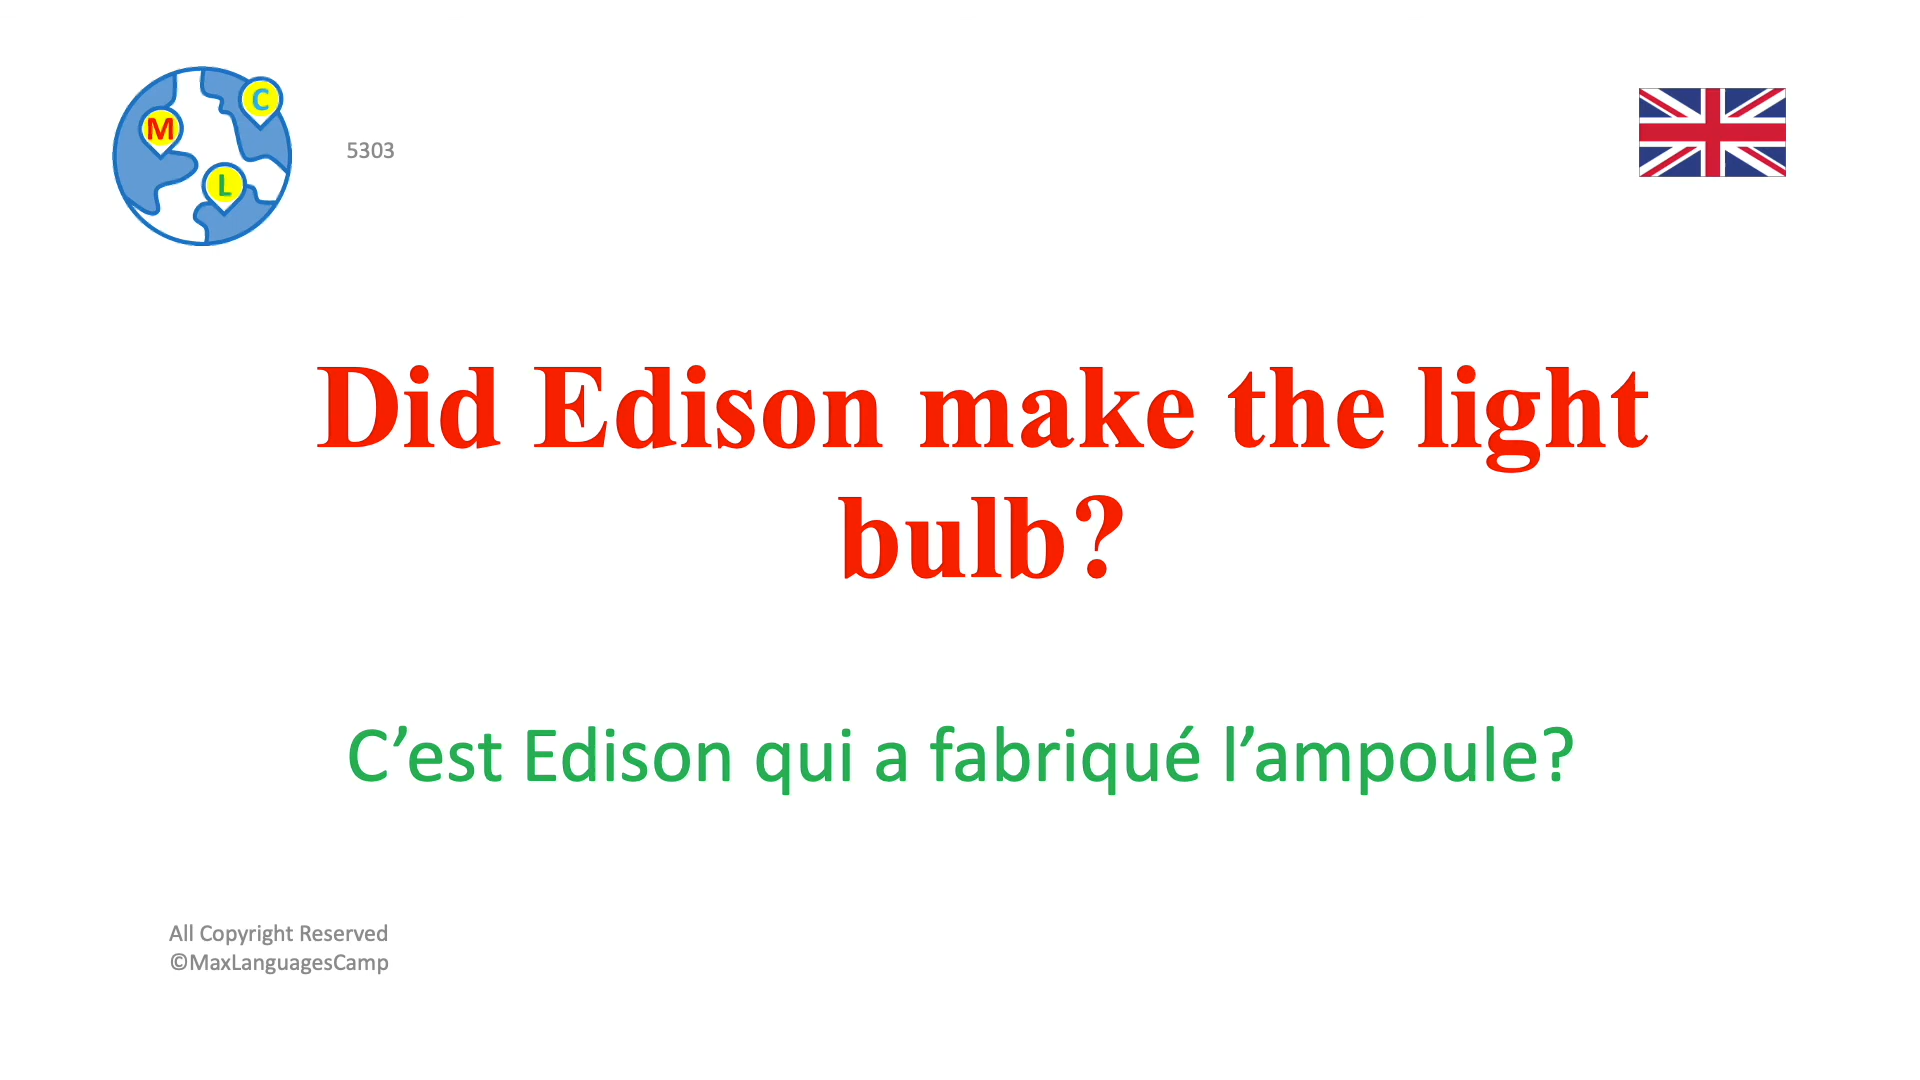 M
C
L
5303
Did Edison make the light
bulb?
C’est Edison qui a fabriqué l’ampoule?
All Copyright Reserved
©MaxLanguagesCamp